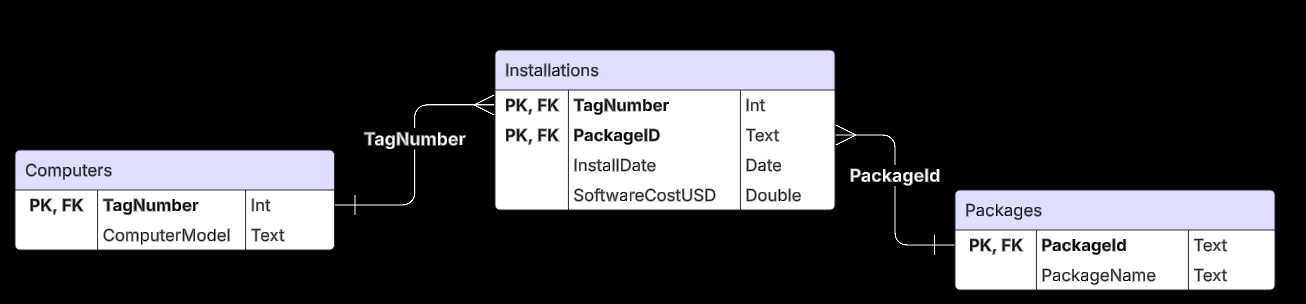 Installations
PK, FK TagNumber Int
PK, FK PackageID Text
InstallDate Date
SoftwareCostUSD Double
TagNumber
Computers
PK, FK TagNumber Int
ComputerModel Text
PackageId
Packages
PK, FK PackageId Text
PackageName Text